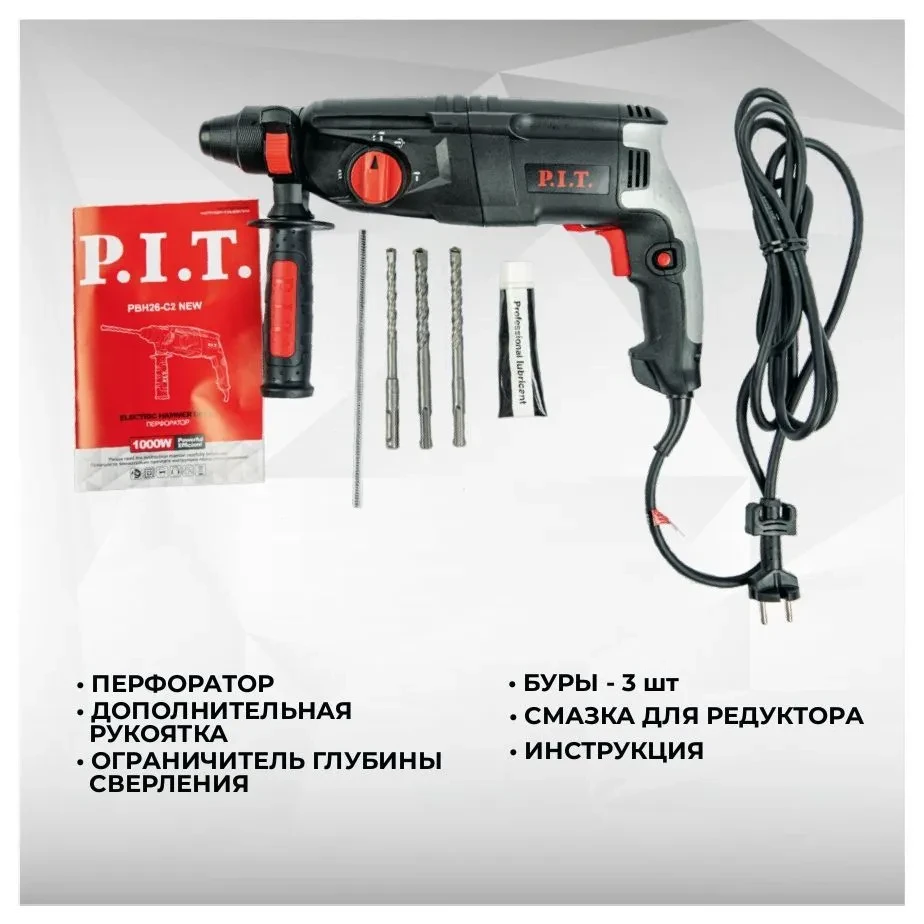 P.I.T.
P.I.T.
PBH26-C2 NEW
Professional lubricant
ELECTRIC HAMMER
ПЕРФОРАТОР
1000W Powerful
Efficient
• ПЕРФОРАТОР
• ДОПОЛНИТЕЛЬНАЯ
РУКОЯТКА
• ОГРАНИЧИТЕЛЬ ГЛУБИНЫ
СВЕРЛЕНИЯ
• БУРЫ - 3 шт
• СМАЗКА ДЛЯ РЕДУКТОРА
• ИНСТРУКЦИЯ